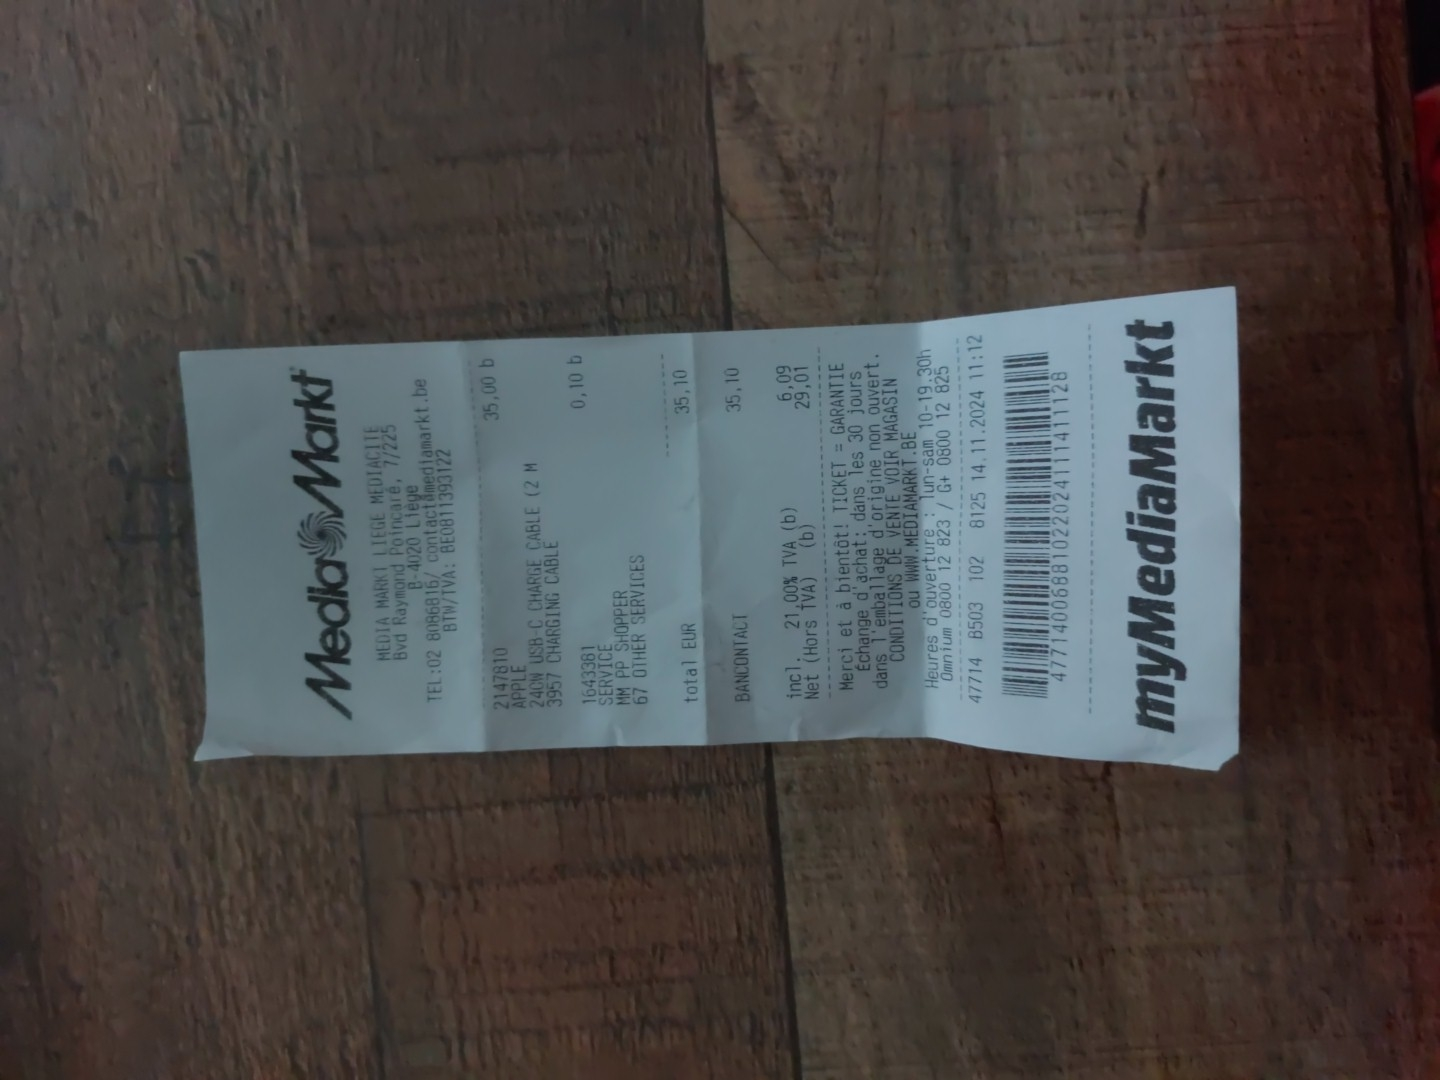 Media Markt
MEDIA MARKT LIEGE MEDIACITE
Bvd Raymond Poincaré, 7/225
B-4020 Liège
TEL:02 8086816/ contact@mediamarkt.be
BTW/TVA: BE0811393122
2147810
APPLE
240W USB-C CHARGE CABLE (2 M 35,00 b
3957 CHARGING CABLE
1643381
SERVICE
MM PP SHOPPER 0,10 b
67 OTHER SERVICES
total EUR 35,10
BANCONTACT 35,10
incl. 21,00% TVA (b) 6,09
Net (Hors TVA) (b) 29,01
Merci et à bientôt! TICKET = GARANTIE
Échange d'achat: dans les 30 jours
dans l'emballage d'origine non ouvert.
CONDITIONS DE VENTE VOIR MAGASIN
ou WWW.MEDIAMARKT.BE
Heures d'ouverture : lun-sam 10-19.30h
Omnium 0800 12 823 / G+ 0800 12 825
47714 B503 102 8125 14.11.2024 11:12
47714006881022024111411128
myMediaMarkt